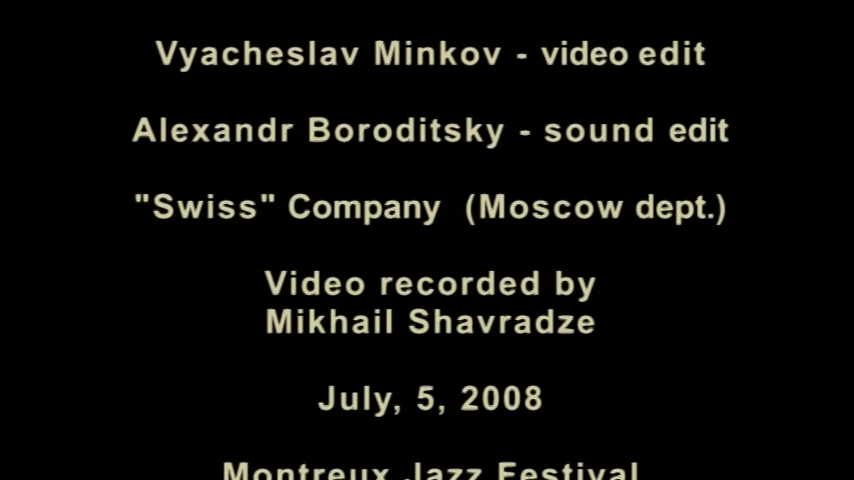 Vyacheslav Minkov - video edit
Alexandr Boroditsky - sound edit
"Swiss" Company (Moscow dept.)
Video recorded by
Mikhail Shavradze
July, 5, 2008
Montreux Jazz Festival